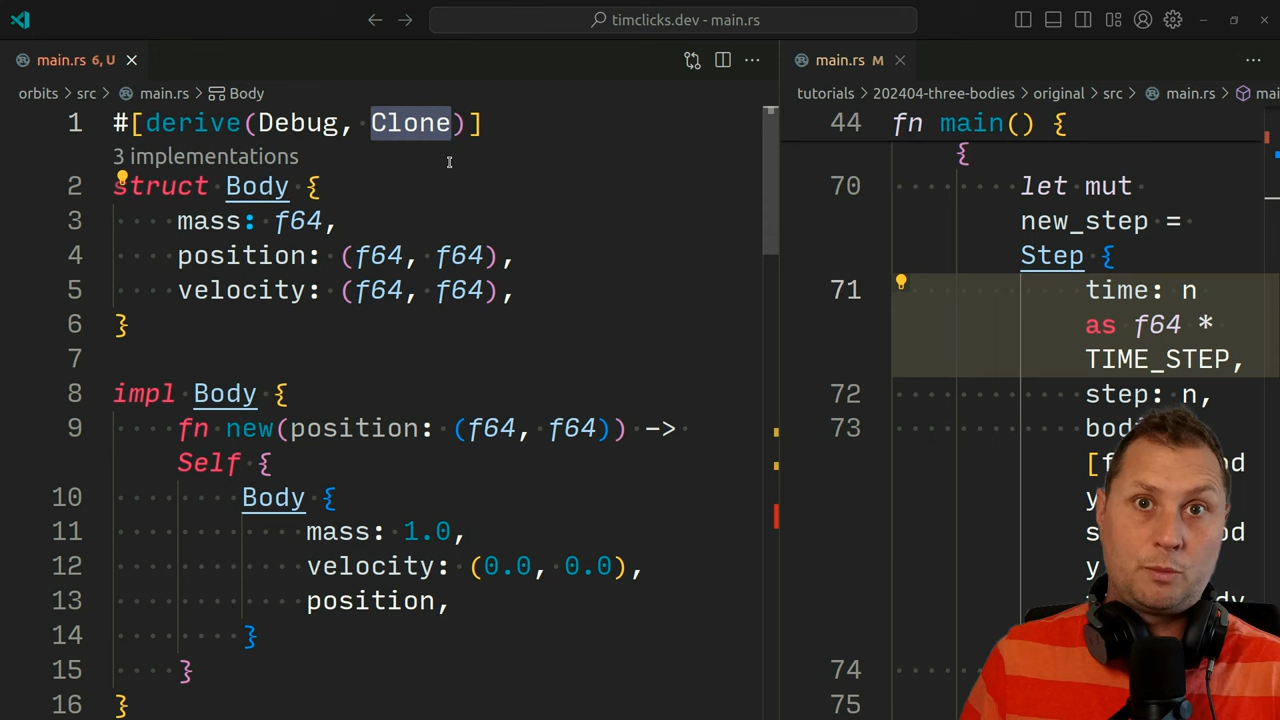 timclicks.dev - main.rs
main.rs 6, U
orbits > src > main.rs > Body
1 #[derive(Debug, Clone)]
3 implementations
2 struct Body {
3 mass: f64,
4 position: (f64, f64),
5 velocity: (f64, f64),
6 }
7
8 impl Body {
9 fn new(position: (f64, f64)) ->
Self {
10 Body {
11 mass: 1.0,
12 velocity: (0.0, 0.0),
13 position,
14 }
15 }
16 }
main.rs M
tutorials > 202404-three-bodies > original > src > main.rs >
44 fn main() {
{
70 let mut
new_step =
Step {
71 time: n
as f64 *
TIME_STEP,
72 step: n,
73
74
75